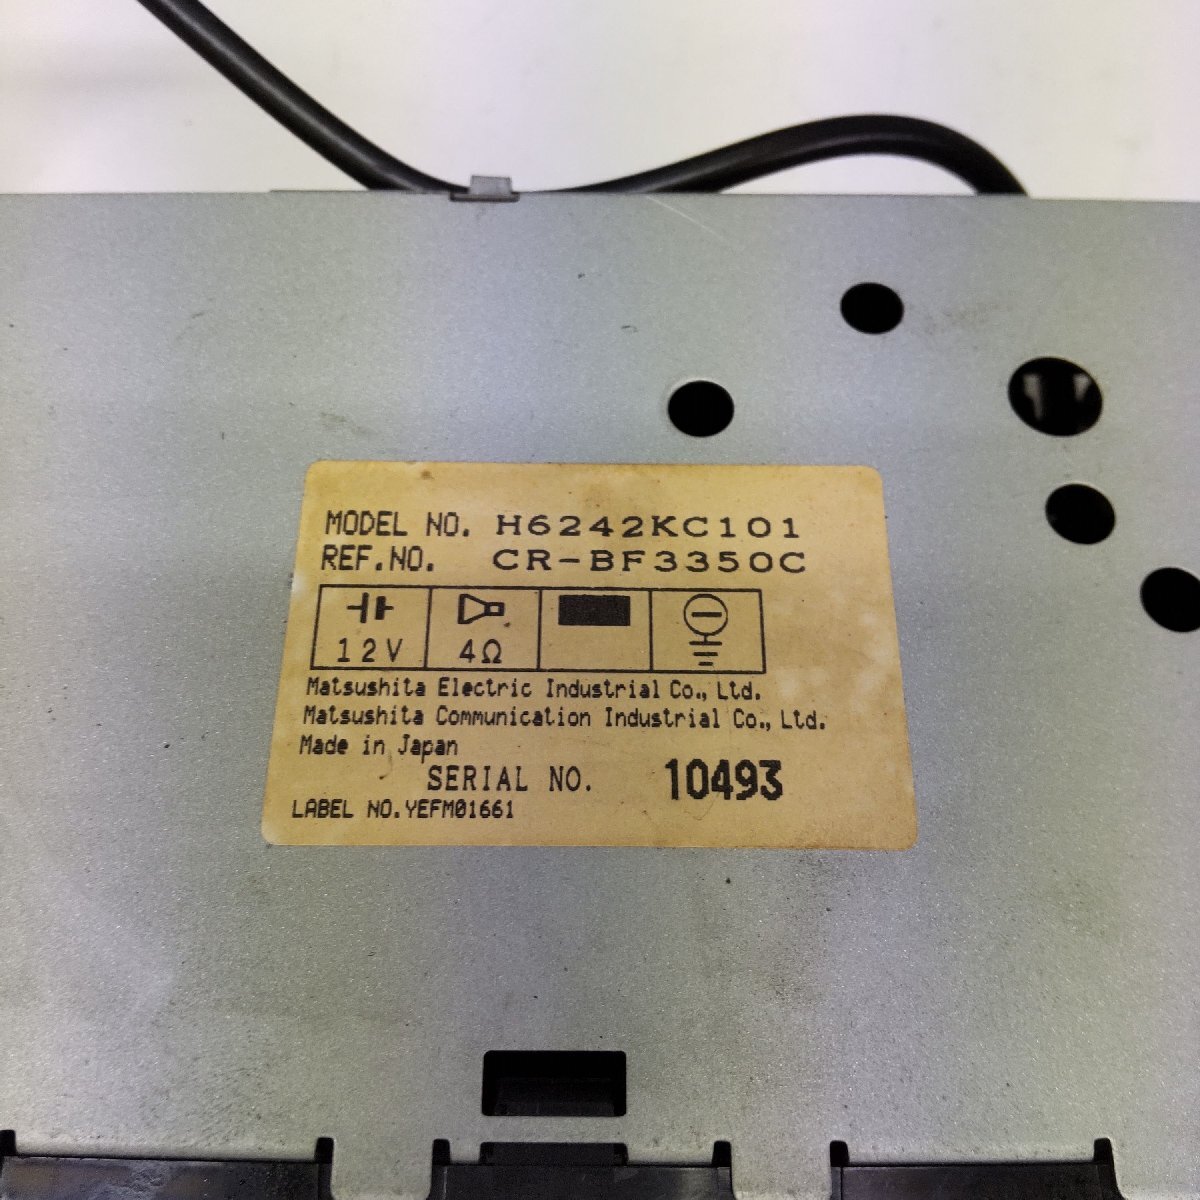 MODEL NO. H6242KC101
REF.NO. CR-BF3350C
12V 4Ω
Matsushita Electric Industrial Co., Ltd.
Matsushita Communication Industrial Co., Ltd.
Made in Japan
SERIAL NO. 10493
LABEL NO.YEFM01661